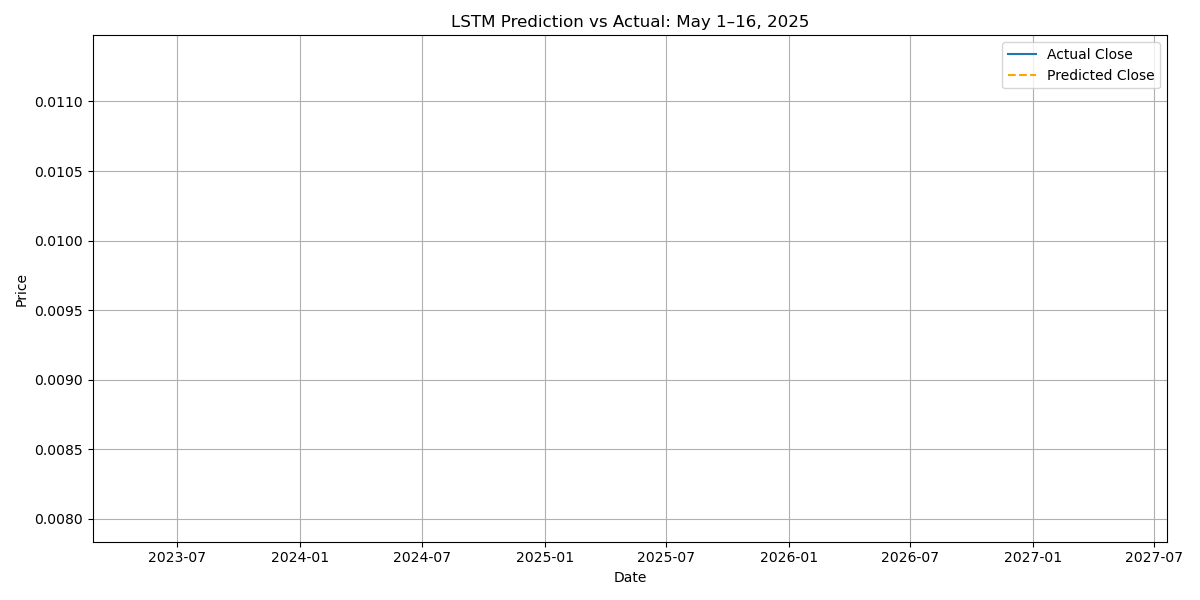 LSTM Prediction vs Actual: May 1–16, 2025
Actual Close
Predicted Close
0.0110
0.0105
0.0100
0.0095
0.0090
0.0085
0.0080
Price
2023-07 2024-01 2024-07 2025-01 2025-07 2026-01 2026-07 2027-01 2027-07
Date